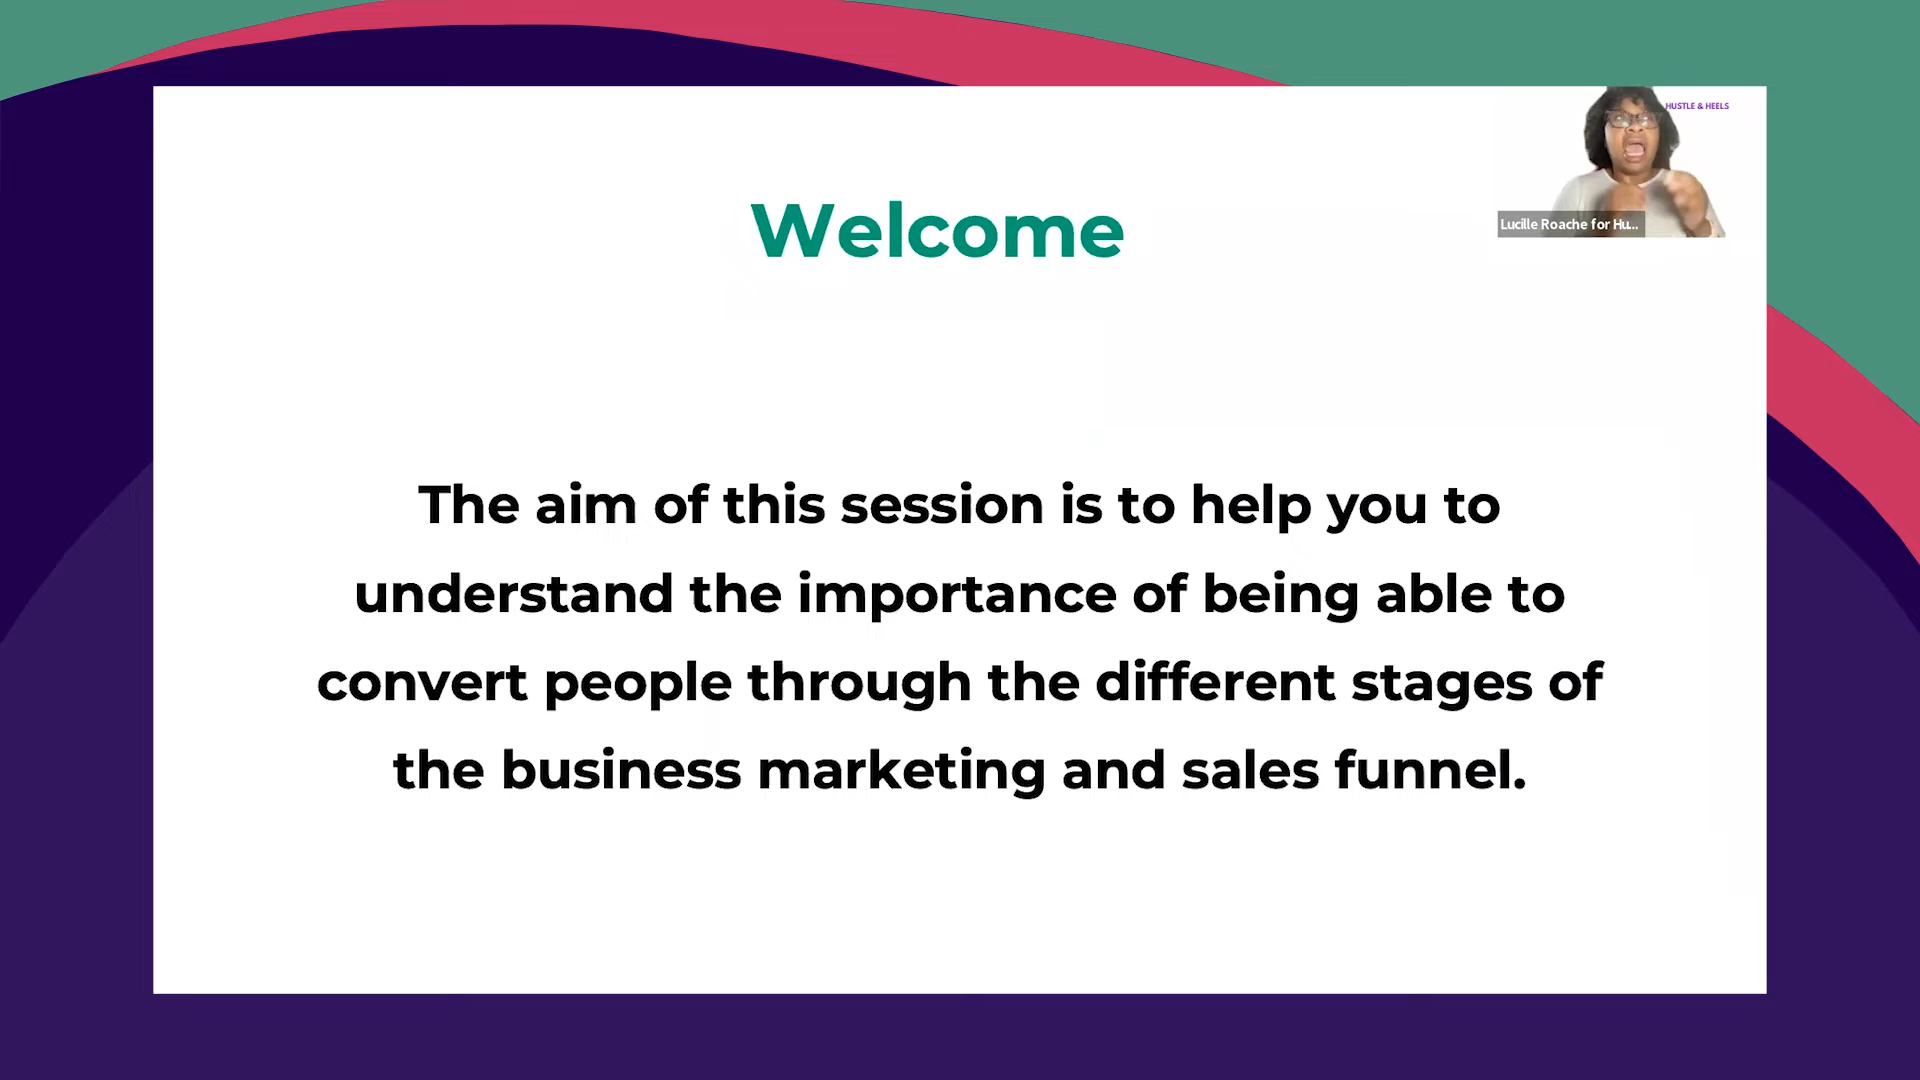 HUSTLE & HEELS
Welcome
Lucille Roache for Hu...
The aim of this session is to help you to
understand the importance of being able to
convert people through the different stages of
the business marketing and sales funnel.